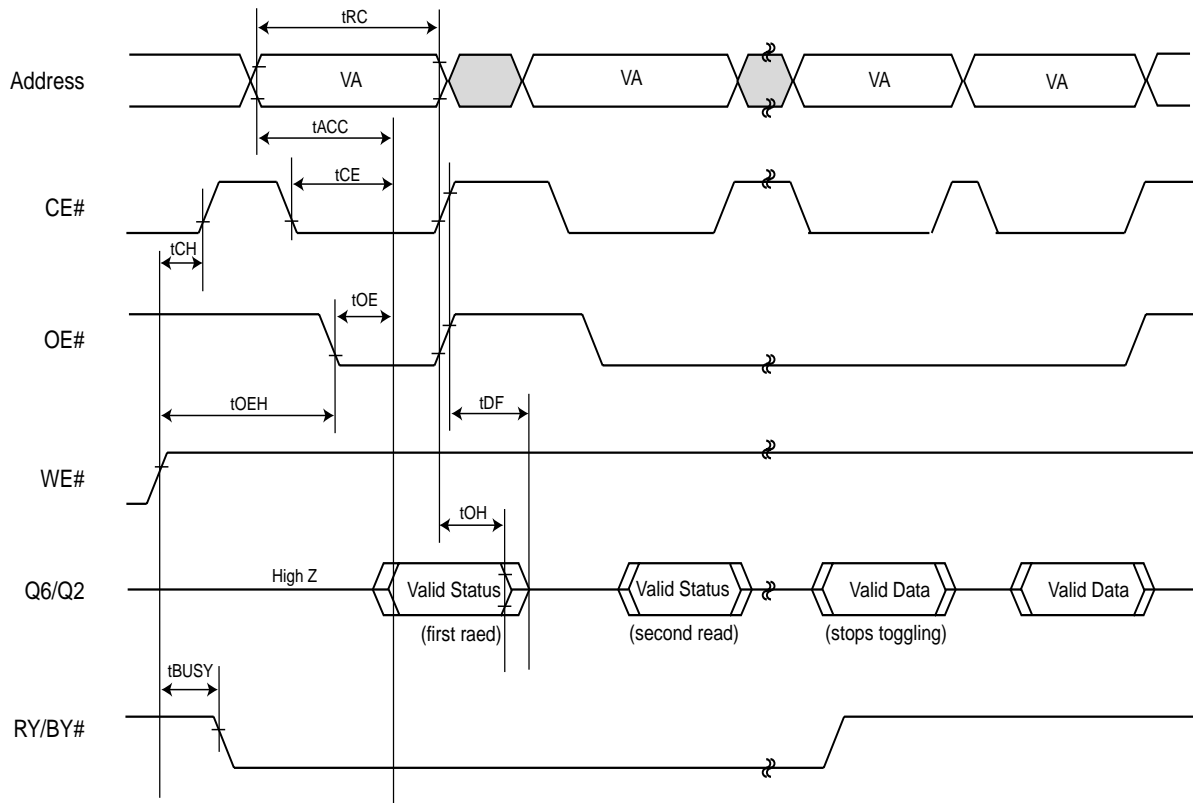 tRC
Address
VA
VA
VA
VA
tACC
tCE
CE#
tCH
tOE
OE#
tDF
tOEH
WE#
tOH
High Z
Q6/Q2
Valid Status
Valid Status
Valid Data
Valid Data
(first raed)
(second read)
(stops toggling)
tBUSY
RY/BY#